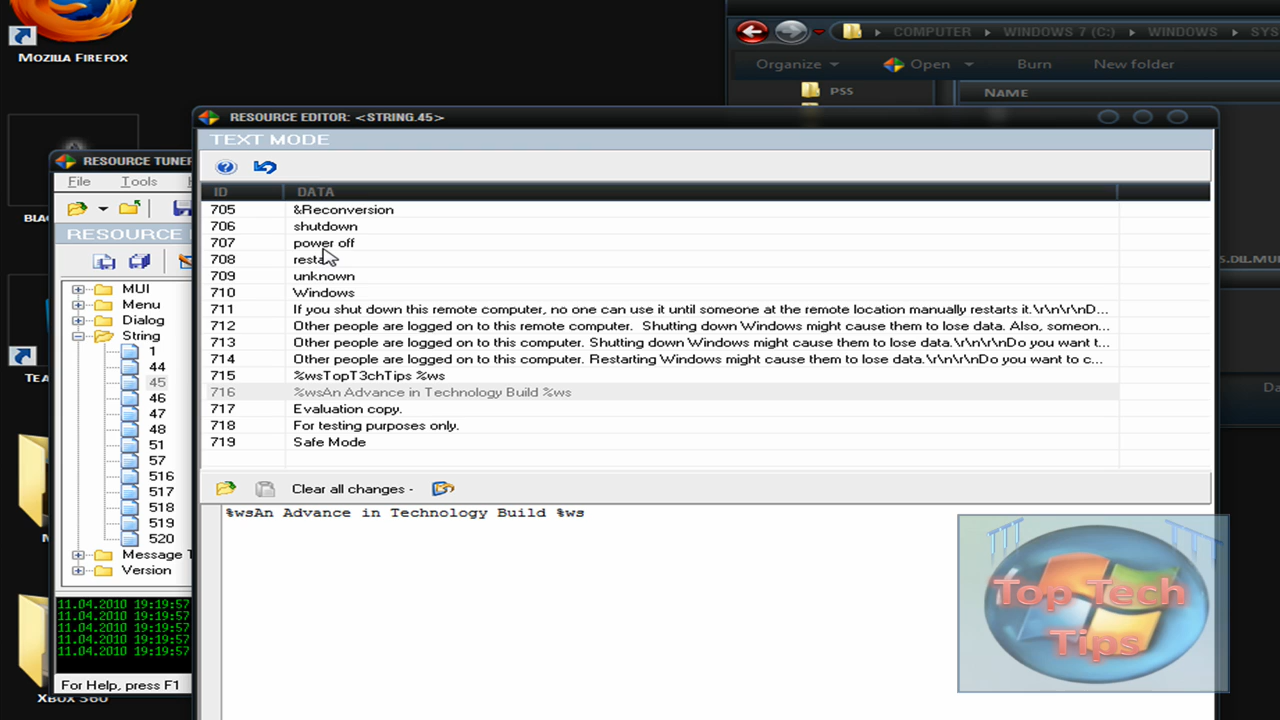 MOZILLA FIREFOX
COMPUTER
WINDOWS 7 (C:)
WINDOWS
Organize
Open
Burn
New folder
PSS
NAME
RESOURCE EDITOR: <STRING.45>
TEXT MODE
RESOURCE TUNER
File
Tools
RESOURCE
ID DATA
705 &Reconversion
706 shutdown
707 power off
708
709 unknown
710 Windows
711 If you shut down this remote computer, no one can use it until someone at the remote location manually restarts it.\r\n\r\nD...
712 Other people are logged on to this remote computer.  Shutting down Windows might cause them to lose data. Also, someon...
713 Other people are logged on to this computer. Shutting down Windows might cause them to lose data.\r\n\r\nDo you want t...
714 Other people are logged on to this computer. Restarting Windows might cause them to lose data.\r\n\r\nDo you want to c...
715 %wsTopT3chTips %ws
716 %wsAn Advance in Technology Build %ws
717 Evaluation copy.
718 For testing purposes only.
719 Safe Mode
MUI
Menu
Dialog
String
1
44
45
46
47
48
51
57
516
517
518
519
520
Message T
Version
Clear all changes -
%wsAn Advance in Technology Build %ws
11.04.2010 19:19:57
11.04.2010 19:19:57
11.04.2010 19:19:57
11.04.2010 19:19:57
11.04.2010 19:19:57
For Help, press F1
XBOX 360
Top Tech
Tips